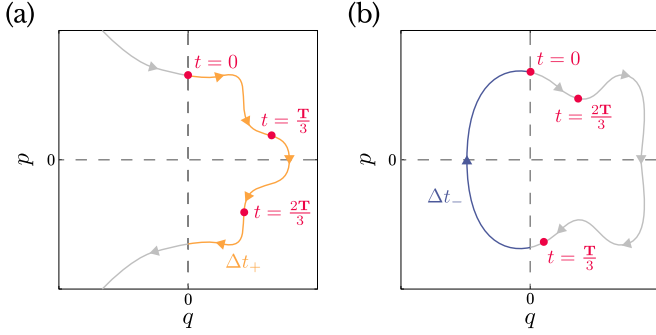 (a)
(b)
t = 0
t = T/3
t = 2T/3
Δt₊
p
0
0
q
t = 0
t = 2T/3
Δt₋
t = T/3
p
0
0
q